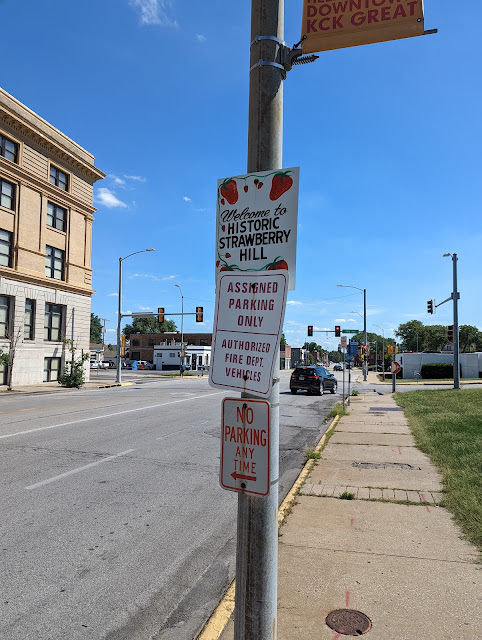 DOWNTOWN
KCK GREAT
Welcome to
HISTORIC
STRAWBERRY
HILL
ASSIGNED
PARKING
ONLY
AUTHORIZED
FIRE DEPT.
VEHICLES
NO
PARKING
ANY
TIME